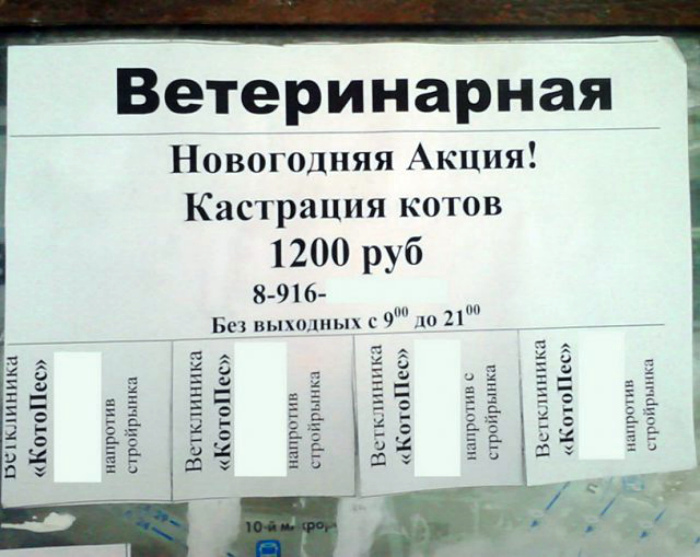 Ветеринарная
Новогодняя Акция!
Кастрация котов
1200 руб
8-916-
Без выходных с 9⁰⁰ до 21⁰⁰
Ветклиника
«КотоПес»
напротив
стройрынка
Ветклиника
«КотоПес»
напротив
стройрынка
Ветклиника
«КотоПес»
напротив с
стройрынка
Ветклиника
«КотоПес»
напротив
стройрынка
10-й